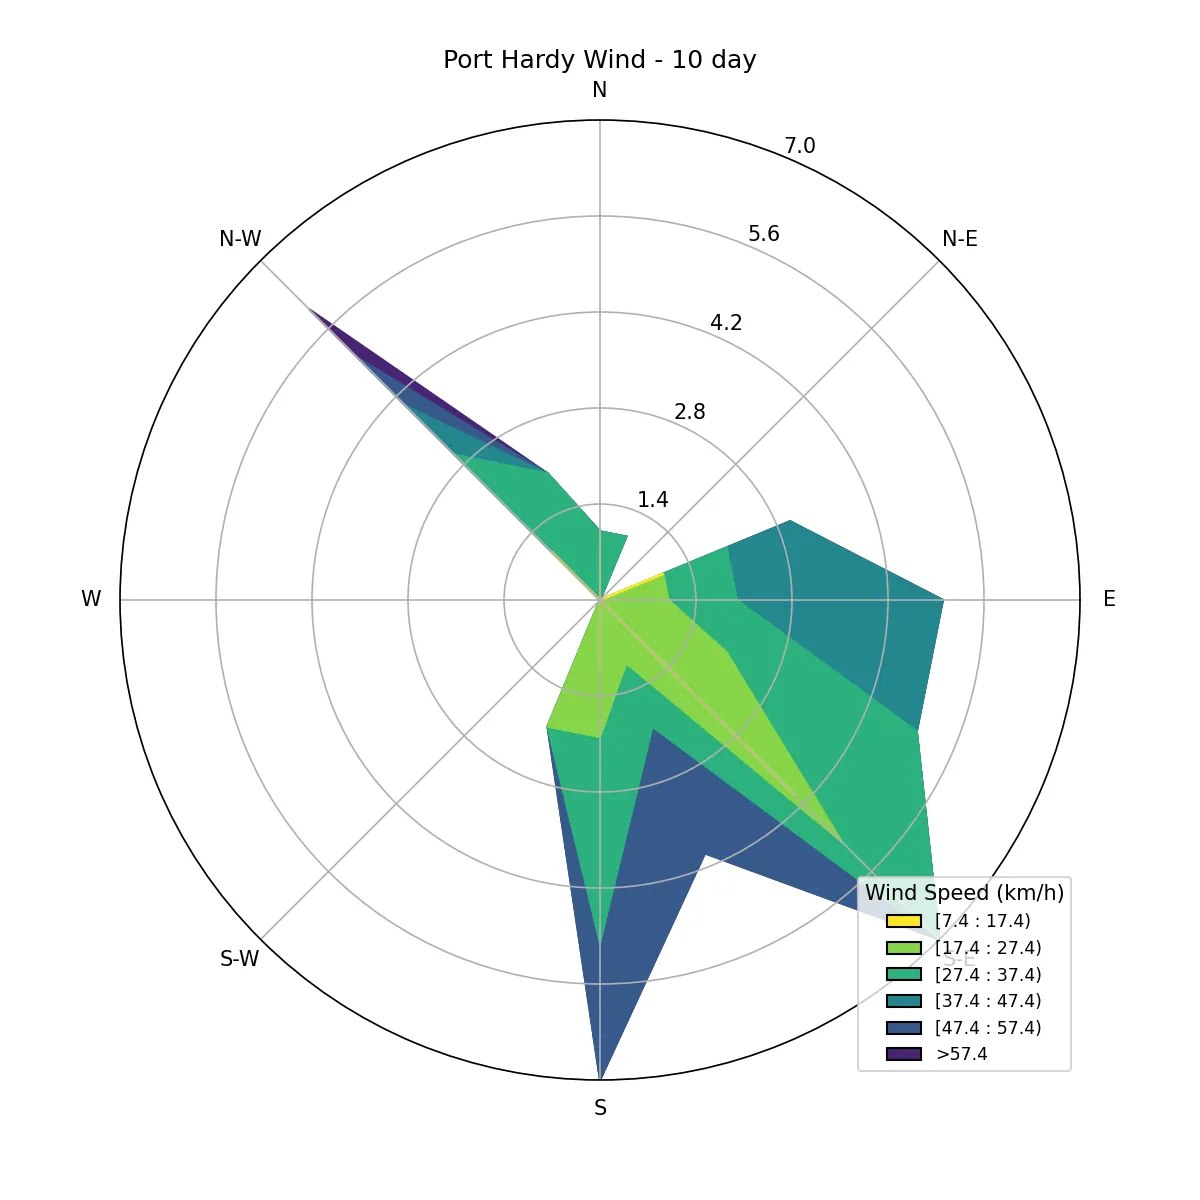 Port Hardy Wind - 10 day
N
7.0
N-W
5.6
N-E
4.2
2.8
1.4
W
E
S-W
S-E
S
Wind Speed (km/h)
[7.4 : 17.4)
[17.4 : 27.4)
[27.4 : 37.4)
[37.4 : 47.4)
[47.4 : 57.4)
>57.4